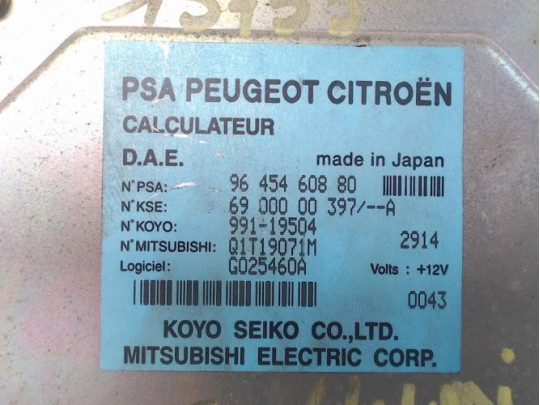 PSA PEUGEOT CITROËN
CALCULATEUR
D.A.E. made in Japan
N°PSA: 96 454 608 80
N°KSE: 69 000 00 397/--A
N°KOYO: 991-19504
N°MITSUBISHI: Q1T19071M 2914
Logiciel: G025460A Volts : +12V
0043
KOYO SEIKO CO.,LTD.
MITSUBISHI ELECTRIC CORP.